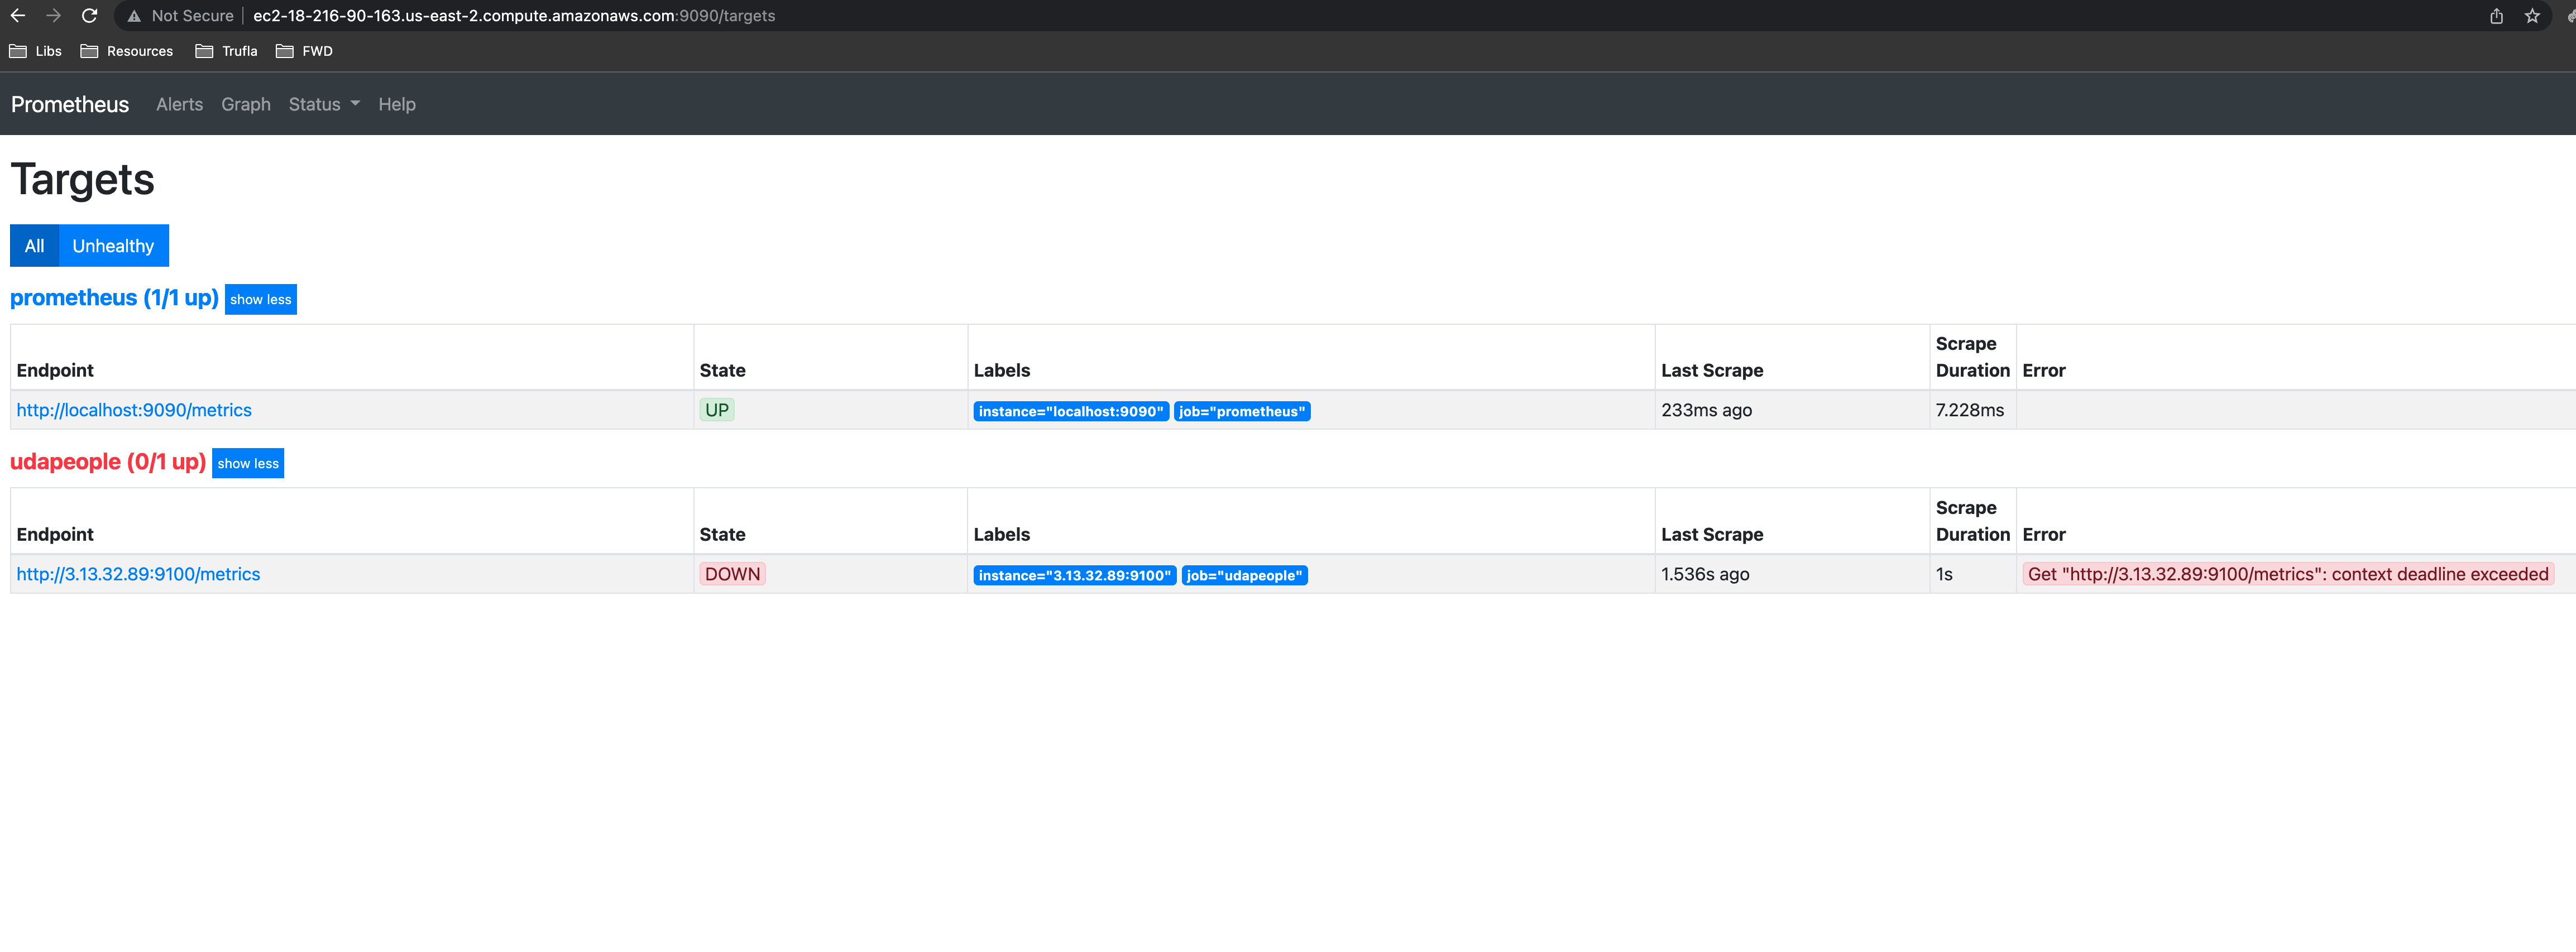 Not Secure ec2-18-216-90-163.us-east-2.compute.amazonaws.com:9090/targets
Libs Resources Trufla FWD
Prometheus Alerts Graph Status Help
Targets
All Unhealthy
prometheus (1/1 up) show less
Endpoint State Labels Last Scrape Scrape Duration Error
http://localhost:9090/metrics UP instance="localhost:9090" job="prometheus" 233ms ago 7.228ms
udapeople (0/1 up) show less
Endpoint State Labels Last Scrape Scrape Duration Error
http://3.13.32.89:9100/metrics DOWN instance="3.13.32.89:9100" job="udapeople" 1.536s ago 1s Get "http://3.13.32.89:9100/metrics": context deadline exceeded